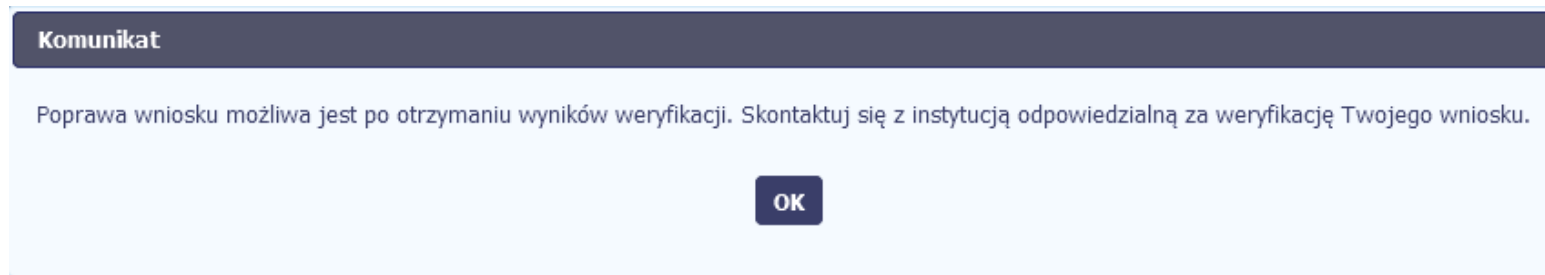 Komunikat
Poprawa wniosku możliwa jest po otrzymaniu wyników weryfikacji. Skontaktuj się z instytucją odpowiedzialną za weryfikację Twojego wniosku.
OK